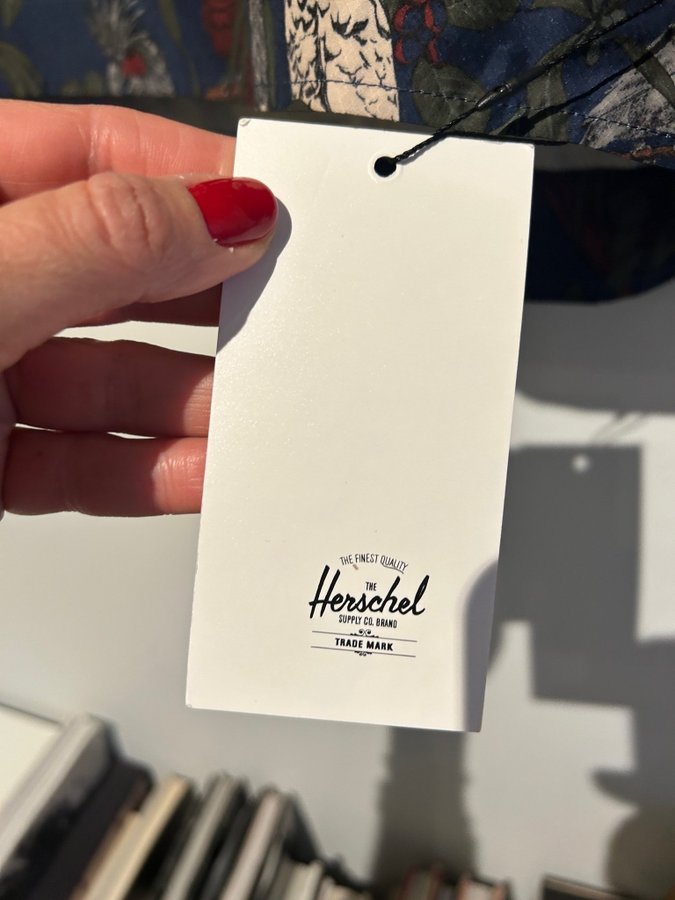 THE FINEST QUALITY
THE
Herschel
SUPPLY CO. BRAND
TRADE MARK